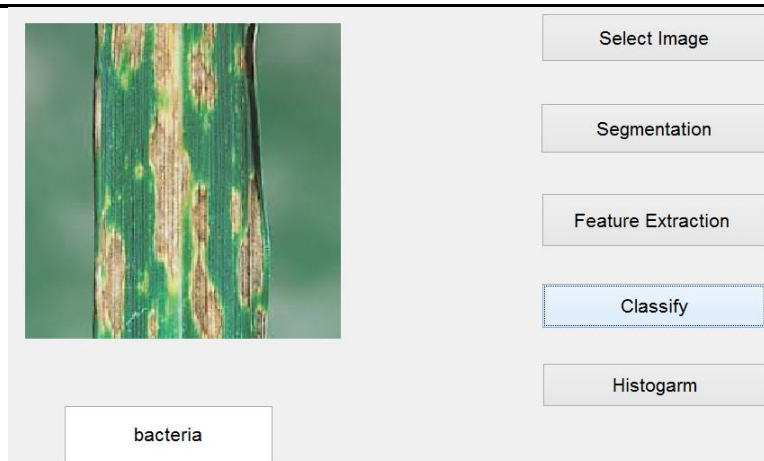 Select Image
Segmentation
Feature Extraction
Classify
Histogarm
bacteria